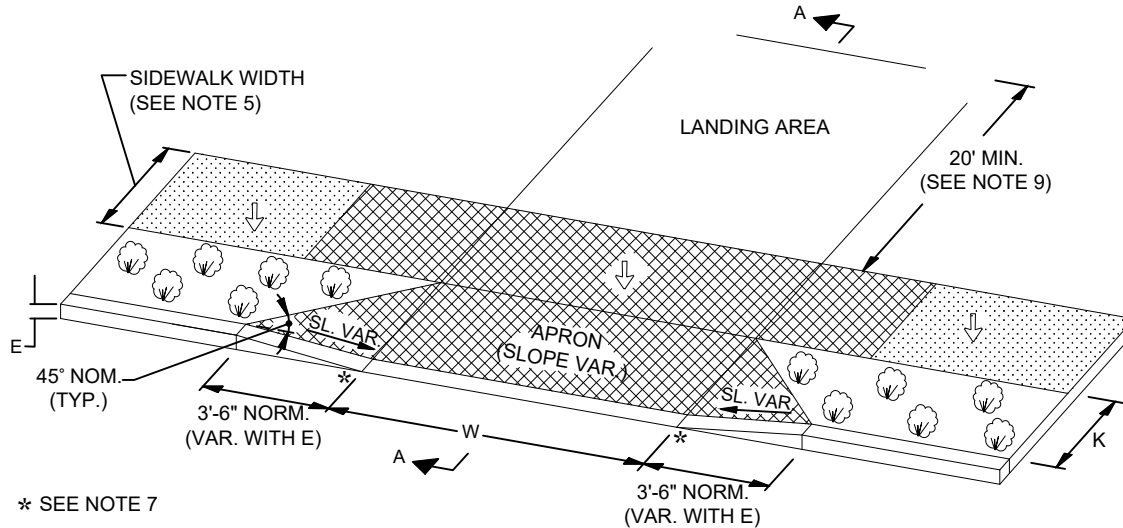 A
SIDEWALK WIDTH
(SEE NOTE 5)
LANDING AREA
20' MIN.
(SEE NOTE 9)
E
SL. VAR
APRON
(SLOPE VAR.)
SL. VAR
45° NOM.
(TYP.)
*
3'-6" NORM.
(VAR. WITH E)
W
*
K
A
3'-6" NORM.
(VAR. WITH E)
* SEE NOTE 7